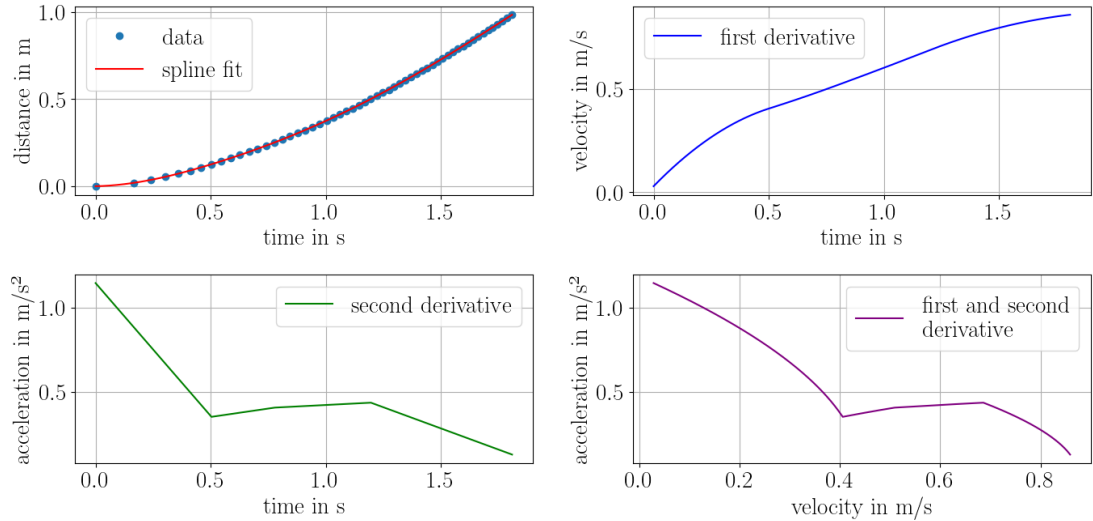 distance in m
1.0
0.5
0.0
data
spline fit
0.0
0.5
1.0
1.5
time in s
velocity in m/s
0.5
0.0
first derivative
0.0
0.5
1.0
1.5
time in s
acceleration in m/s²
1.0
0.5
second derivative
0.0
0.5
1.0
1.5
time in s
acceleration in m/s²
1.0
0.5
first and second
derivative
0.0
0.2
0.4
0.6
0.8
velocity in m/s